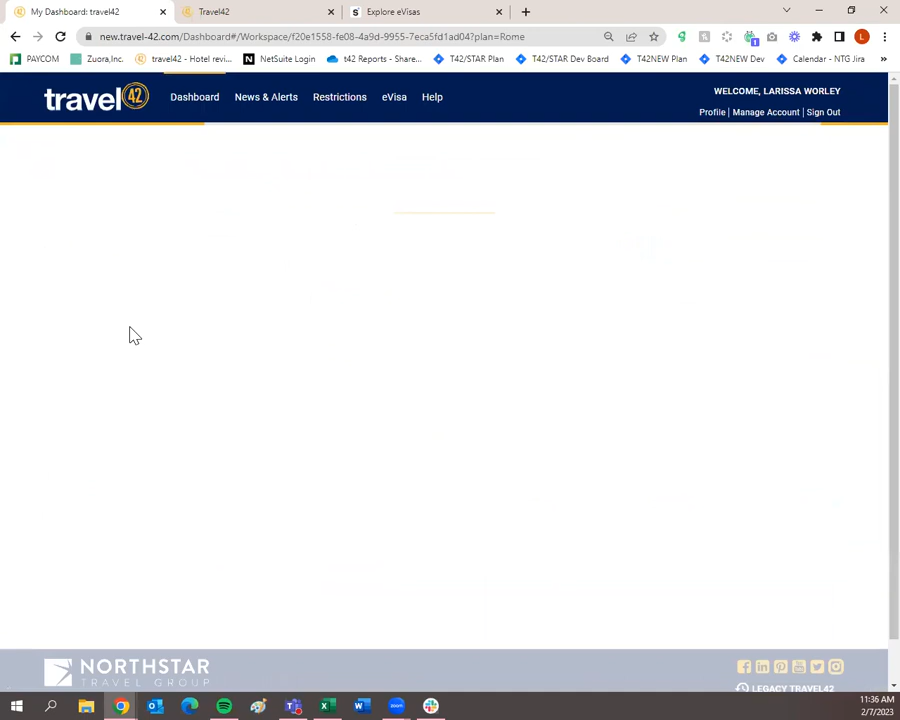 My Dashboard: travel42
Travel42
Explore eVisas
new.travel-42.com/Dashboard#/Workspace/f20e1558-fe08-4a9d-9955-7eca5fd1ad04?plan=Rome
PAYCOM
Zuora,Inc.
travel42 - Hotel revi...
NetSuite Login
t42 Reports - Share...
T42/STAR Plan
T42/STAR Dev Board
T42NEW Plan
T42NEW Dev
Calendar - NTG Jira
travel42
Dashboard
News & Alerts
Restrictions
eVisa
Help
WELCOME, LARISSA WORLEY
Profile | Manage Account | Sign Out
NORTHSTAR
TRAVEL GROUP
LEGACY TRAVEL42
zoom
11:36 AM
2/7/2023